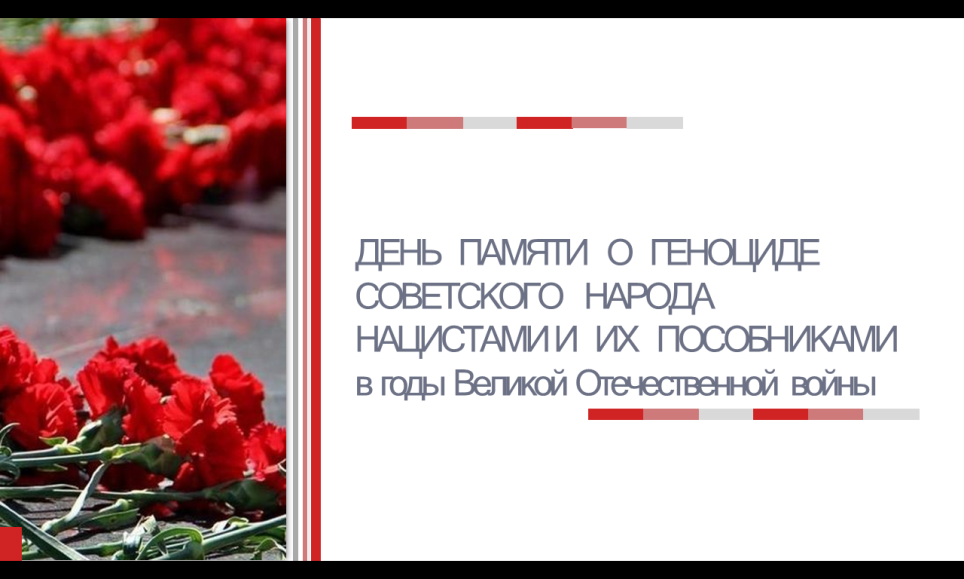 ДЕНЬ ПАМЯТИ О ГЕНОЦИДЕ
СОВЕТСКОГО НАРОДА
НАЦИСТАМИ И ИХ ПОСОБНИКАМИ
в годы Великой Отечественной войны